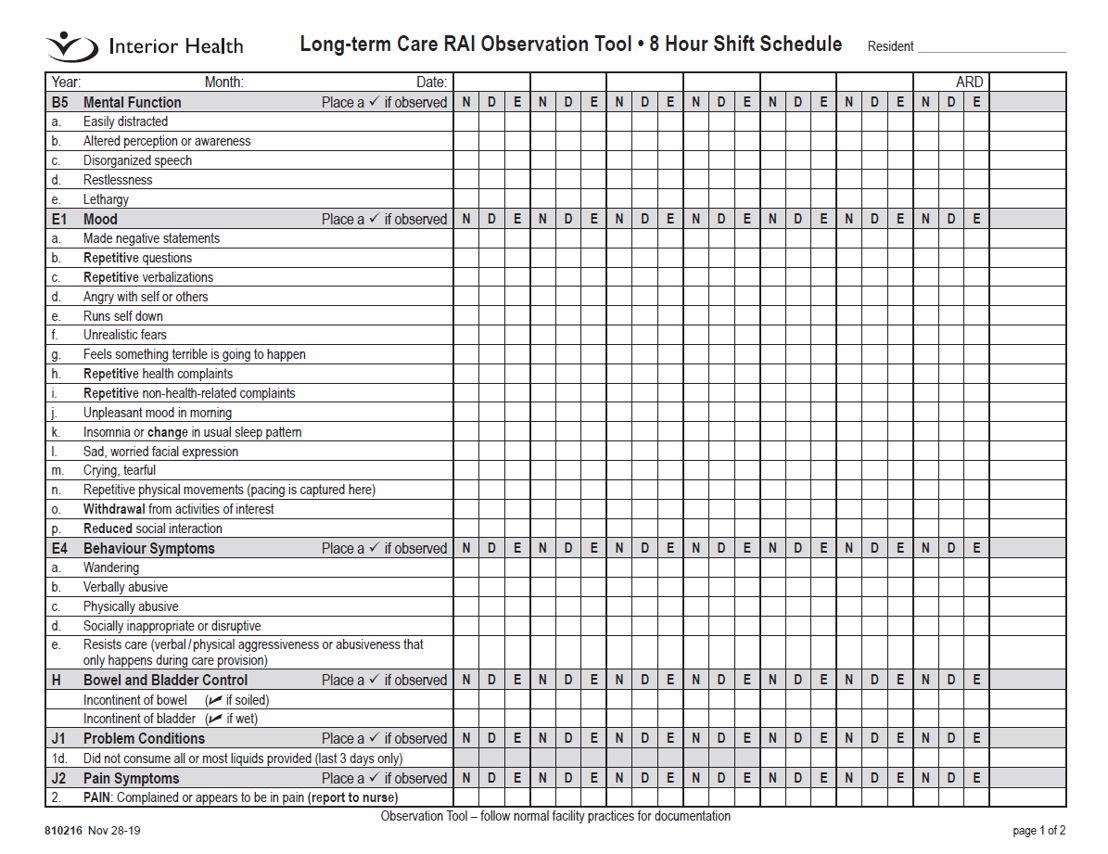 Interior Health
Long-term Care RAI Observation Tool • 8 Hour Shift Schedule Resident
Year: Month: Date: ARD
B5 Mental Function Place a ✓ if observed N D E N D E N D E N D E N D E N D E N D E
a. Easily distracted
b. Altered perception or awareness
c. Disorganized speech
d. Restlessness
e. Lethargy
E1 Mood Place a ✓ if observed N D E N D E N D E N D E N D E N D E N D E
a. Made negative statements
b. Repetitive questions
c. Repetitive verbalizations
d. Angry with self or others
e. Runs self down
f. Unrealistic fears
g. Feels something terrible is going to happen
h. Repetitive health complaints
i. Repetitive non-health-related complaints
j. Unpleasant mood in morning
k. Insomnia or change in usual sleep pattern
l. Sad, worried facial expression
m. Crying, tearful
n. Repetitive physical movements (pacing is captured here)
o. Withdrawal from activities of interest
p. Reduced social interaction
E4 Behaviour Symptoms Place a ✓ if observed N D E N D E N D E N D E N D E N D E N D E
a. Wandering
b. Verbally abusive
c. Physically abusive
d. Socially inappropriate or disruptive
e. Resists care (verbal/physical aggressiveness or abusiveness that
only happens during care provision)
H Bowel and Bladder Control Place a ✓ if observed N D E N D E N D E N D E N D E N D E N D E
Incontinent of bowel (✓ if soiled)
Incontinent of bladder (✓ if wet)
J1 Problem Conditions Place a ✓ if observed N D E N D E N D E N D E N D E N D E N D E
1d. Did not consume all or most liquids provided (last 3 days only)
J2 Pain Symptoms Place a ✓ if observed N D E N D E N D E N D E N D E N D E N D E
2. PAIN: Complained or appears to be in pain (report to nurse)
Observation Tool – follow normal facility practices for documentation
810216 Nov 28-19 page 1 of 2